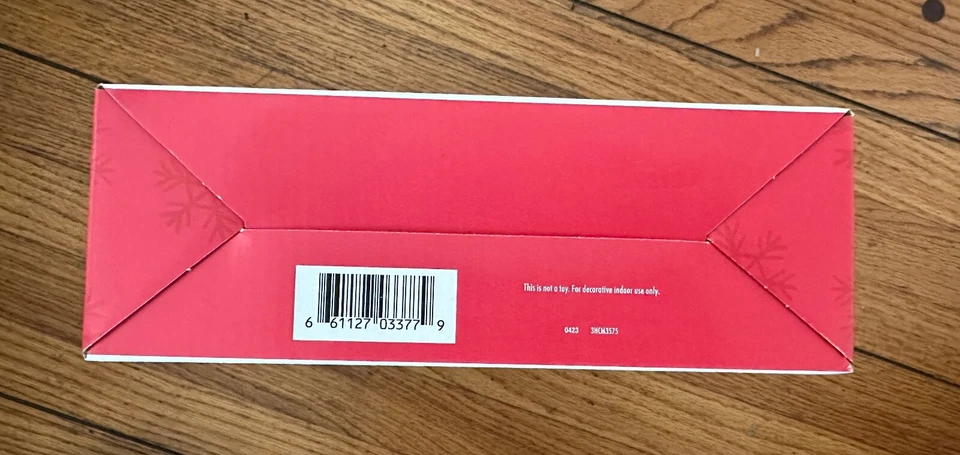 This is not a toy. For decorative indoor use only.
6 61127 03377 9
0423 3HCM3575